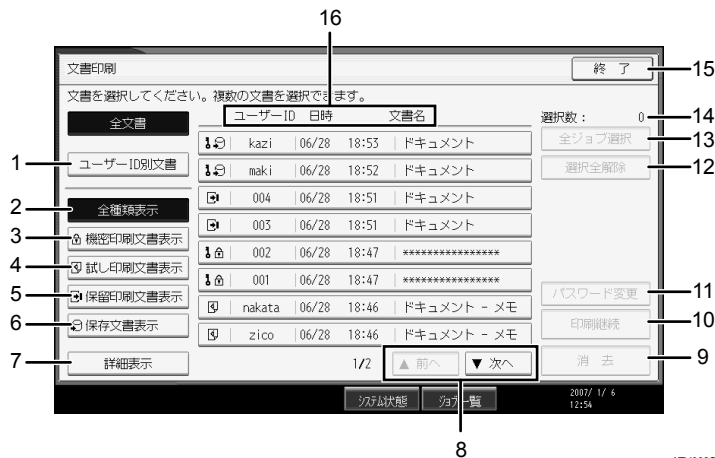 16
文書印刷
終 了
15
文書を選択してください。複数の文書を選択できます。
ユーザーID 日時 文書名
選択数： 0
14
全文書
全ジョブ選択
13
kazi 06/28 18:53 ドキュメント
1
ユーザーID別文書
maki 06/28 18:52 ドキュメント
選択全解除
12
004 06/28 18:51 ドキュメント
2
全種類表示
003 06/28 18:51 ドキュメント
3
機密印刷文書表示
002 06/28 18:47 ****************
4
試し印刷文書表示
001 06/28 18:47 ****************
5
保留印刷文書表示
nakata 06/28 18:46 ドキュメント - メモ
パスワード変更
11
6
保存文書表示
zico 06/28 18:46 ドキュメント - メモ
印刷継続
10
7
詳細表示
1/2
▲ 前へ
▼ 次へ
消 去
9
システム状態
ジョブ一覧
2007/ 1/ 6
12:54
8